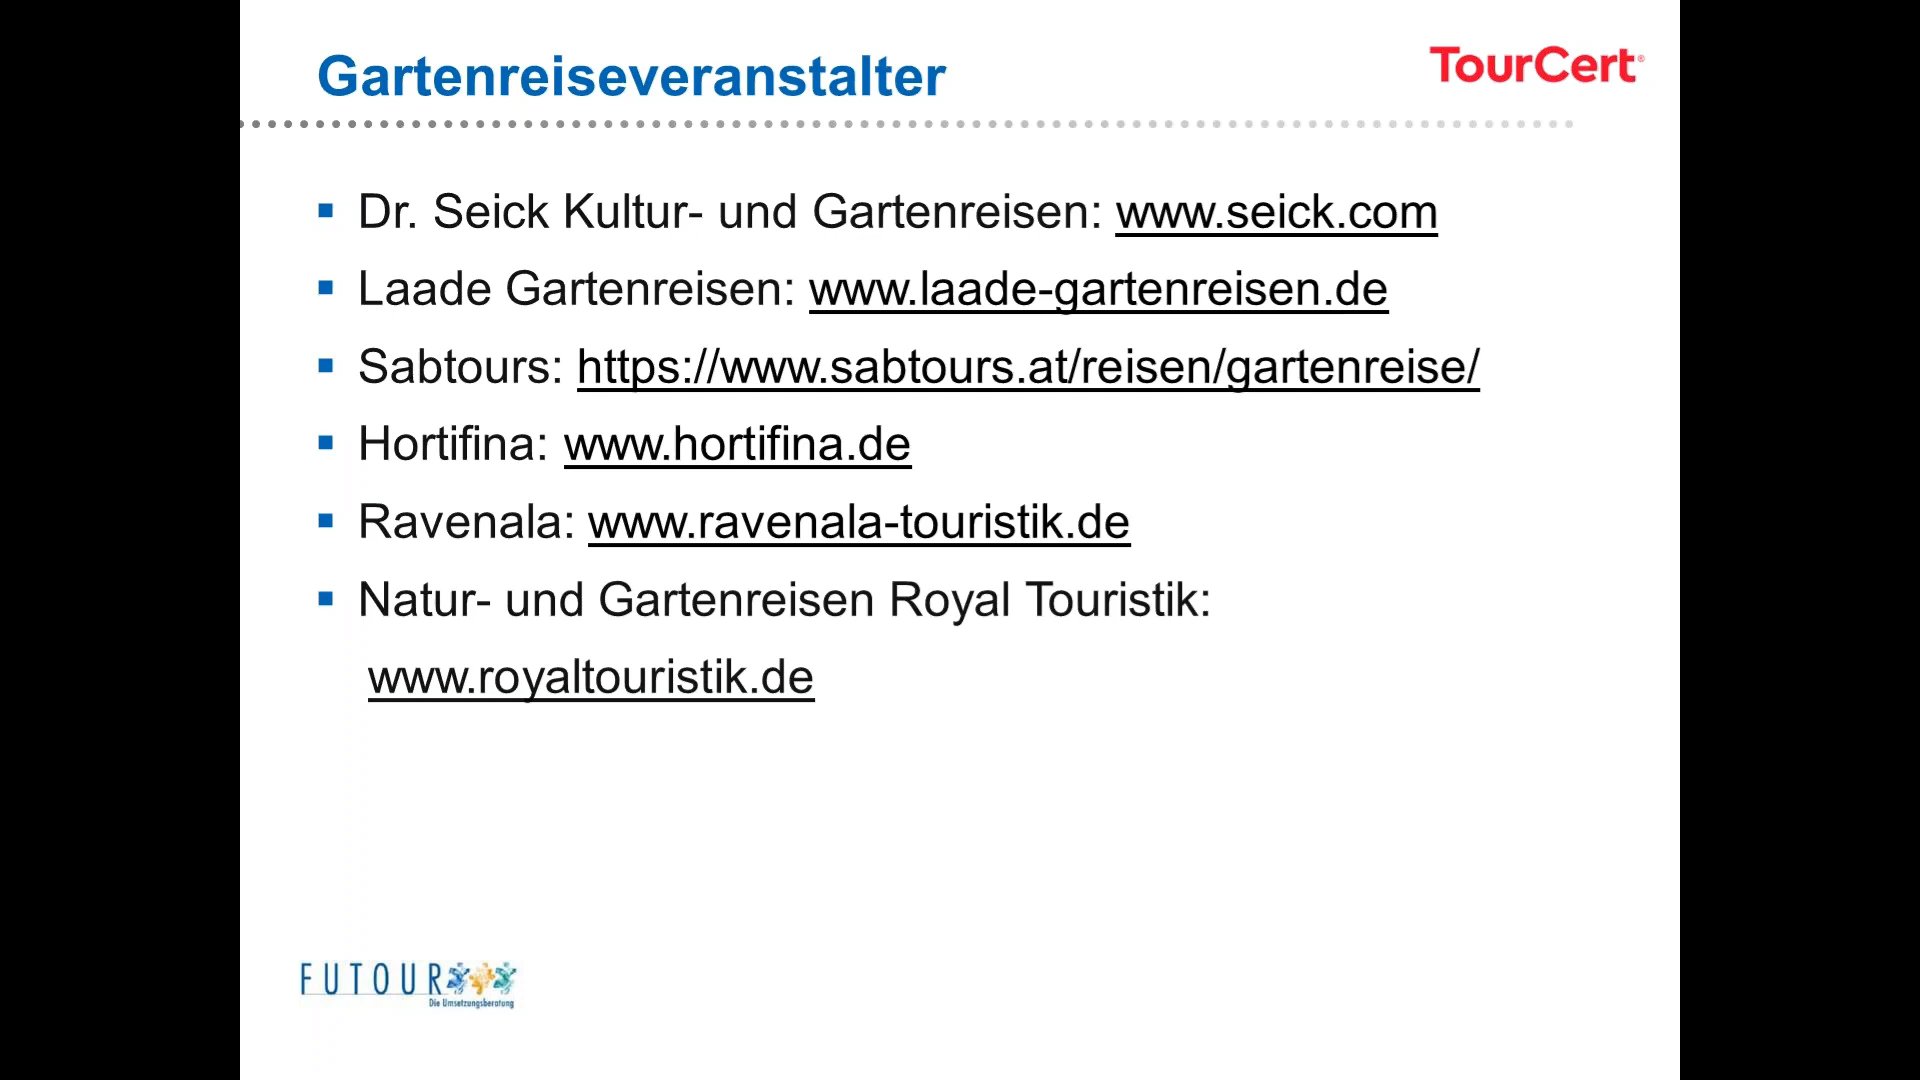 Gartenreiseveranstalter
TourCert®
▪ Dr. Seick Kultur- und Gartenreisen: www.seick.com
▪ Laade Gartenreisen: www.laade-gartenreisen.de
▪ Sabtours: https://www.sabtours.at/reisen/gartenreise/
▪ Hortifina: www.hortifina.de
▪ Ravenala: www.ravenala-touristik.de
▪ Natur- und Gartenreisen Royal Touristik:
www.royaltouristik.de
FUTOUR
Die Umsetzungsberatung